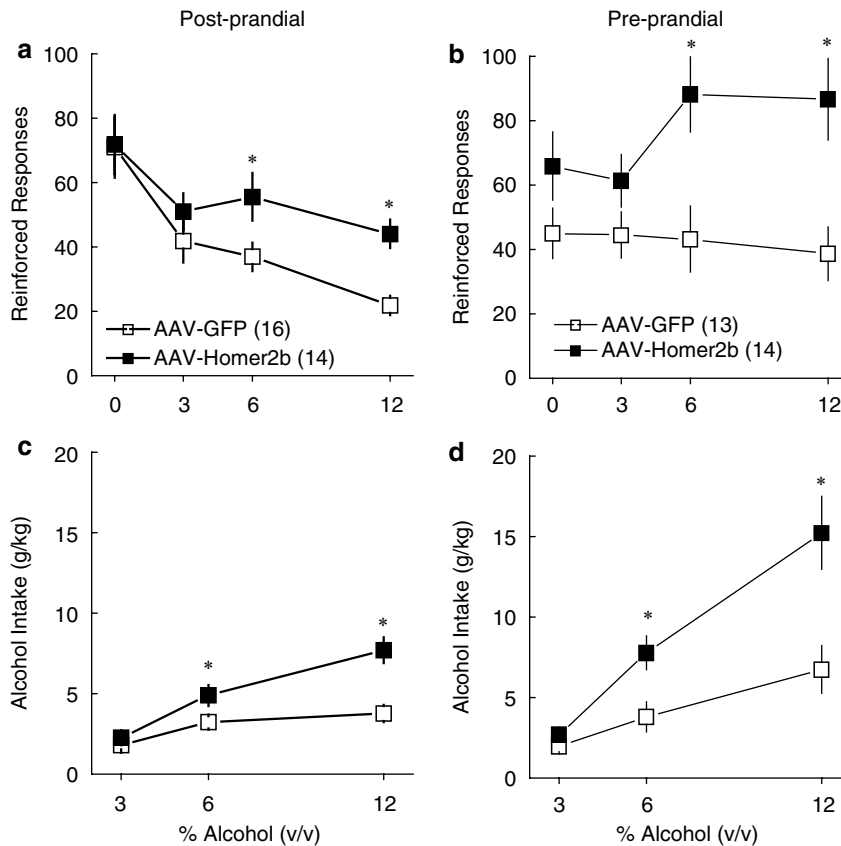 Post-prandial
Pre-prandial
a
100
80
60
40
20
0
Reinforced Responses
*
*
AAV-GFP (16)
AAV-Homer2b (14)
0 3 6 12
b
100
80
60
40
20
0
Reinforced Responses
*
*
AAV-GFP (13)
AAV-Homer2b (14)
0 3 6 12
c
20
15
10
5
0
Alcohol Intake (g/kg)
*
*
3 6 12
% Alcohol (v/v)
d
20
15
10
5
0
Alcohol Intake (g/kg)
*
*
3 6 12
% Alcohol (v/v)